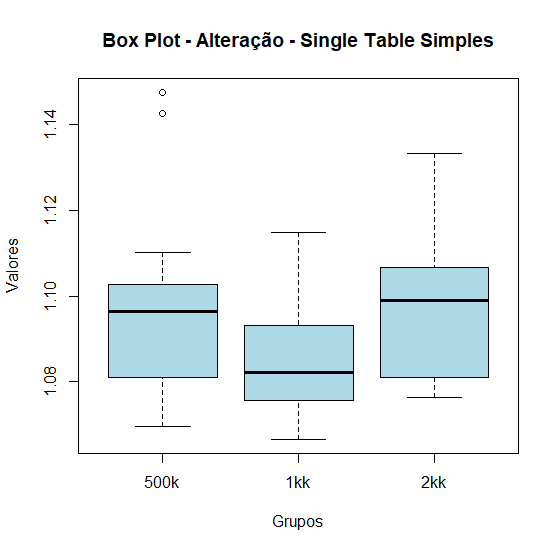 Box Plot - Alteração - Single Table Simples
Valores
1.14
1.12
1.10
1.08
500k
1kk
2kk
Grupos